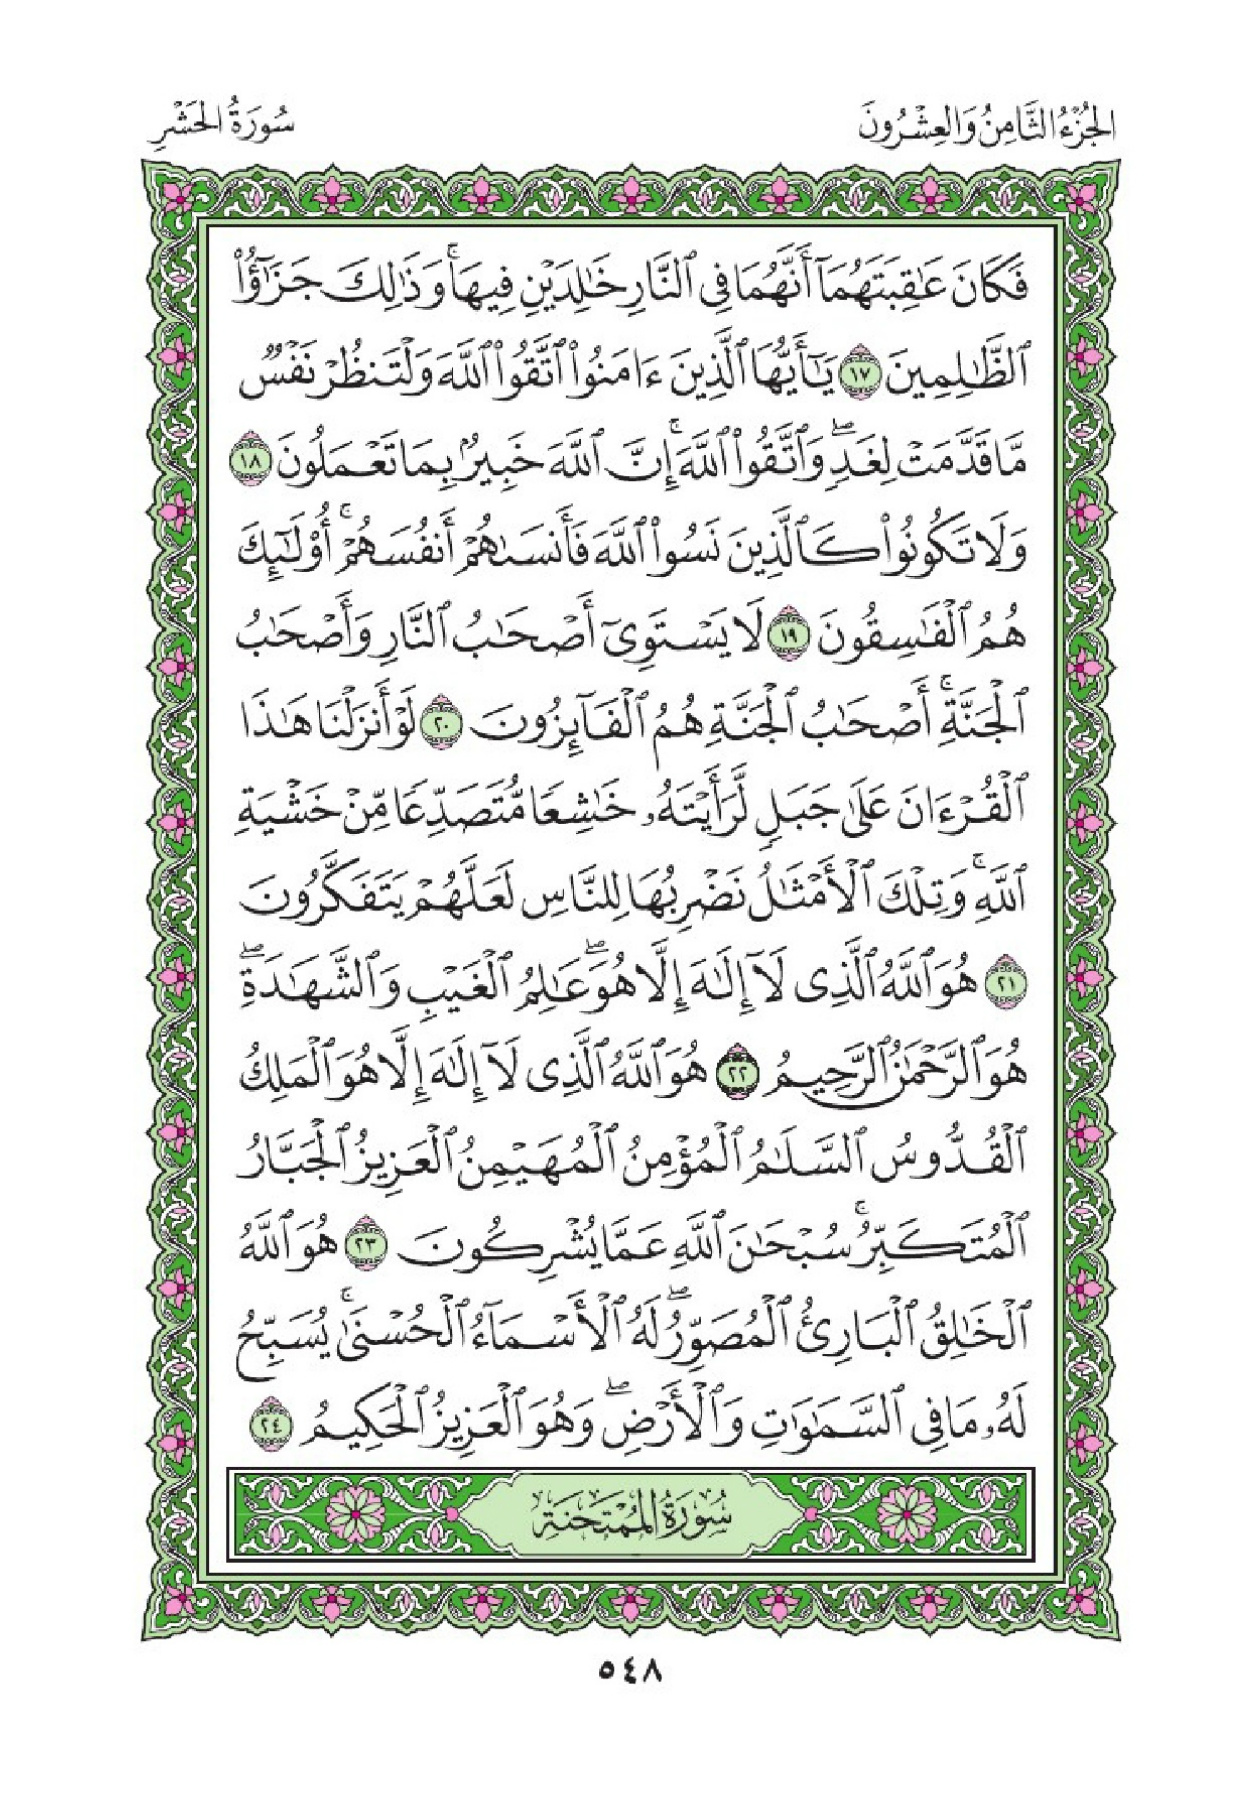 الجُزْءُ الثَّامِنُ وَالعِشْرُونَ
سُورَةُ الحَشْرِ
فَكَانَ عَٰقِبَتَهُمَآ أَنَّهُمَا فِى ٱلنَّارِ خَٰلِدَيْنِ فِيهَا ۚ وَذَٰلِكَ جَزَٰٓؤُا۟
ٱلظَّٰلِمِينَ ١٧ يَٰٓأَيُّهَا ٱلَّذِينَ ءَامَنُوا۟ ٱتَّقُوا۟ ٱللَّهَ وَلْتَنظُرْ نَفْسٌ
مَّا قَدَّمَتْ لِغَدٍ ۖ وَٱتَّقُوا۟ ٱللَّهَ ۚ إِنَّ ٱللَّهَ خَبِيرٌۢ بِمَا تَعْمَلُونَ ١٨
وَلَا تَكُونُوا۟ كَٱلَّذِينَ نَسُوا۟ ٱللَّهَ فَأَنسَىٰهُمْ أَنفُسَهُمْ ۚ أُو۟لَٰٓئِكَ
هُمُ ٱلْفَٰسِقُونَ ١٩ لَا يَسْتَوِىٓ أَصْحَٰبُ ٱلنَّارِ وَأَصْحَٰبُ
ٱلْجَنَّةِ ۚ أَصْحَٰبُ ٱلْجَنَّةِ هُمُ ٱلْفَآئِزُونَ ٢٠ لَوْ أَنزَلْنَا هَٰذَا
ٱلْقُرْءَانَ عَلَىٰ جَبَلٍ لَّرَأَيْتَهُۥ خَٰشِعًا مُّتَصَدِّعًا مِّنْ خَشْيَةِ
ٱللَّهِ ۚ وَتِلْكَ ٱلْأَمْثَٰلُ نَضْرِبُهَا لِلنَّاسِ لَعَلَّهُمْ يَتَفَكَّرُونَ
٢١ هُوَ ٱللَّهُ ٱلَّذِى لَآ إِلَٰهَ إِلَّا هُوَ ۖ عَٰلِمُ ٱلْغَيْبِ وَٱلشَّهَٰدَةِ ۖ
هُوَ ٱلرَّحْمَٰنُ ٱلرَّحِيمُ ٢٢ هُوَ ٱللَّهُ ٱلَّذِى لَآ إِلَٰهَ إِلَّا هُوَ ٱلْمَلِكُ
ٱلْقُدُّوسُ ٱلسَّلَٰمُ ٱلْمُؤْمِنُ ٱلْمُهَيْمِنُ ٱلْعَزِيزُ ٱلْجَبَّارُ
ٱلْمُتَكَبِّرُ ۚ سُبْحَٰنَ ٱللَّهِ عَمَّا يُشْرِكُونَ ٢٣ هُوَ ٱللَّهُ
ٱلْخَٰلِقُ ٱلْبَارِئُ ٱلْمُصَوِّرُ ۖ لَهُ ٱلْأَسْمَآءُ ٱلْحُسْنَىٰ ۚ يُسَبِّحُ
لَهُۥ مَا فِى ٱلسَّمَٰوَٰتِ وَٱلْأَرْضِ ۖ وَهُوَ ٱلْعَزِيزُ ٱلْحَكِيمُ ٢٤
سُورَةُ المُمْتَحَنَةِ
٥٤٨